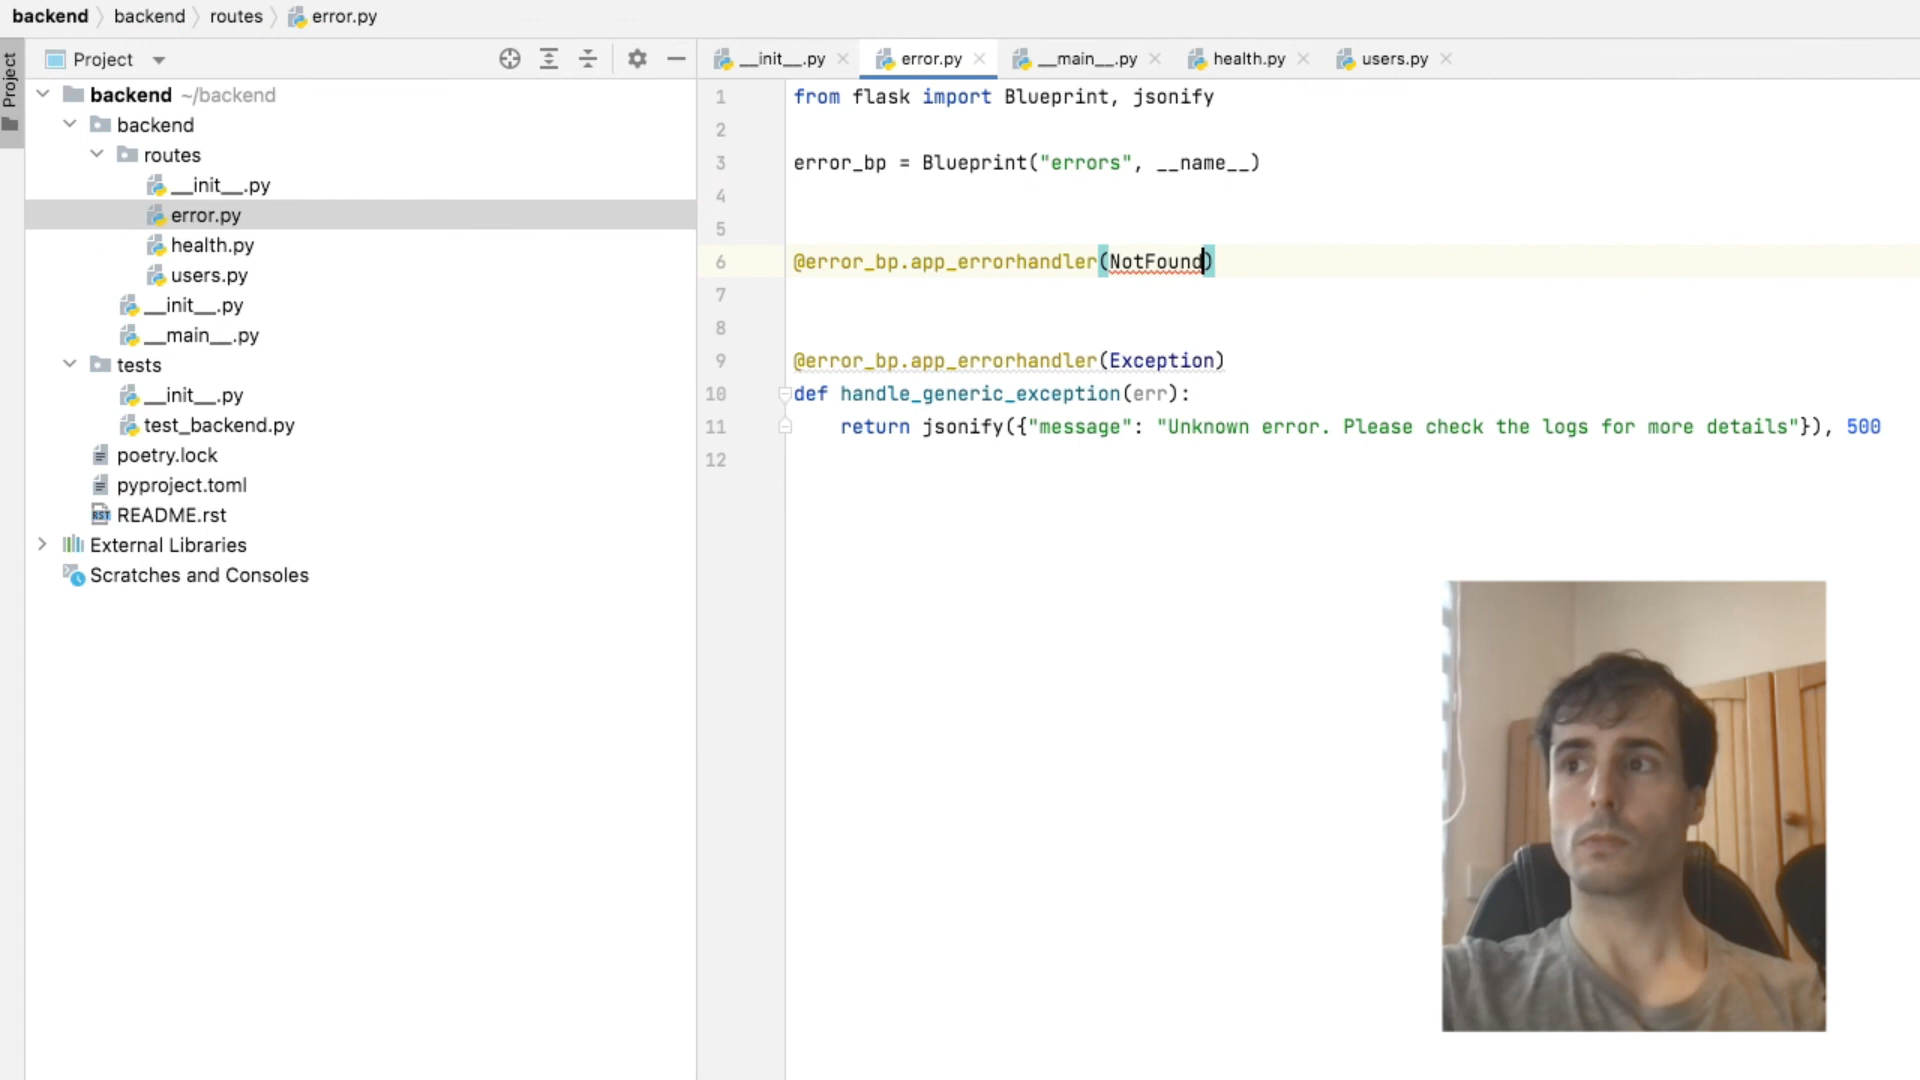 backend backend routes error.py
Project
Project
__init__.py error.py __main__.py health.py users.py
backend ~/backend
backend
routes
__init__.py
error.py
health.py
users.py
__init__.py
__main__.py
tests
__init__.py
test_backend.py
poetry.lock
pyproject.toml
RST README.rst
External Libraries
Scratches and Consoles
1 from flask import Blueprint, jsonify
2
3 error_bp = Blueprint("errors", __name__)
4
5
6 @error_bp.app_errorhandler(NotFound)
7
8
9 @error_bp.app_errorhandler(Exception)
10 def handle_generic_exception(err):
11 return jsonify({"message": "Unknown error. Please check the logs for more details"}), 500
12